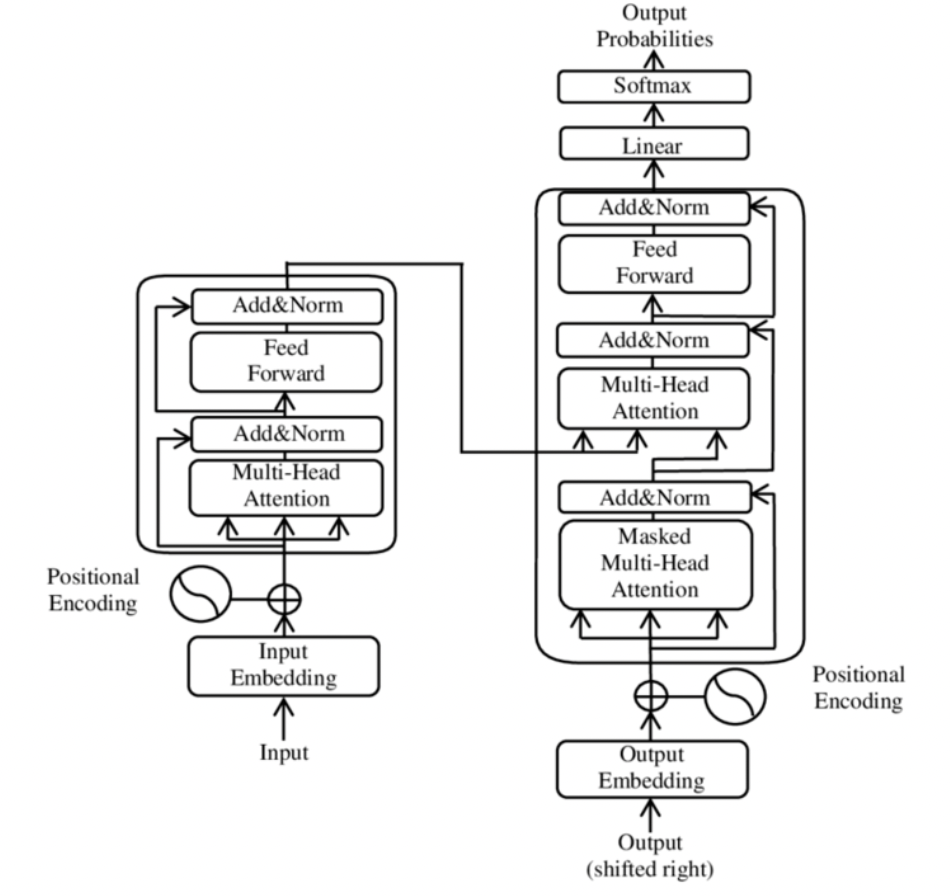 Output
Probabilities
Softmax
Linear
Add&Norm
Feed
Forward
Add&Norm
Multi-Head
Attention
Add&Norm
Masked
Multi-Head
Attention
Positional
Encoding
Output
Embedding
Output
(shifted right)
Add&Norm
Feed
Forward
Add&Norm
Multi-Head
Attention
Positional
Encoding
Input
Embedding
Input